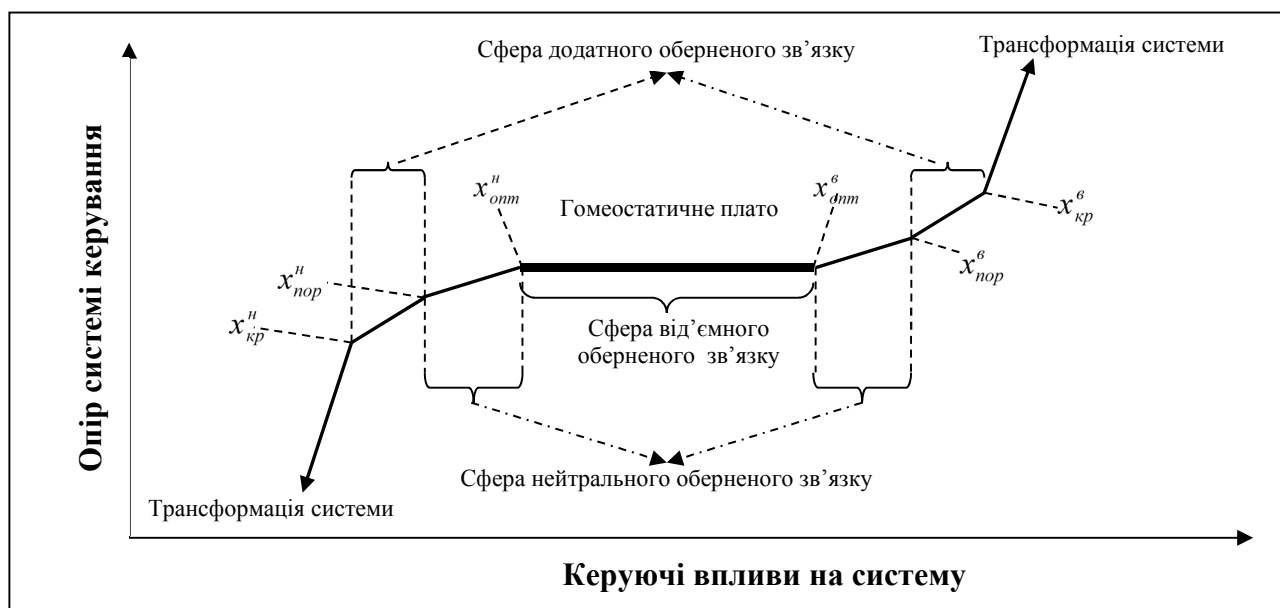 Трансформація системи
Сфера додатного оберненого зв’язку
Опір системі керування
x^н_опт
Гомеостатичне плато
x^в_опт
x^в_кр
x^н_пор
x^в_пор
x^н_кр
Сфера від’ємного
оберненого зв’язку
Сфера нейтрального оберненого зв’язку
Трансформація системи
Керуючі впливи на систему